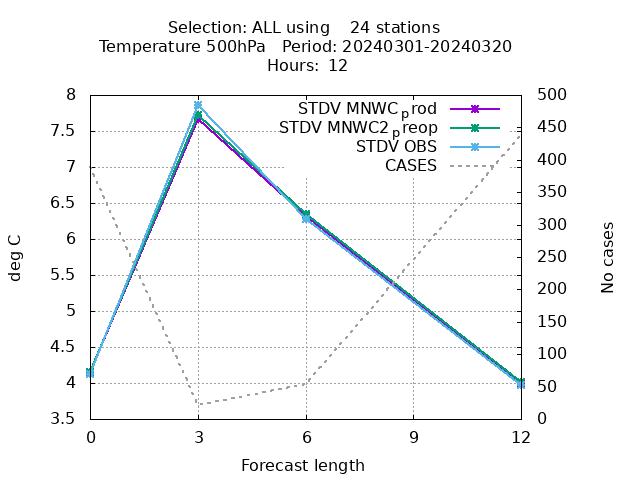 Selection: ALL using    24 stations
Temperature 500hPa   Period: 20240301-20240320
Hours:  12
STDV MNWCprod
STDV MNWC2preop
STDV OBS
CASES
8
7.5
7
6.5
6
5.5
5
4.5
4
3.5
500
450
400
350
300
250
200
150
100
50
0
deg C
No cases
0 3 6 9 12
Forecast length